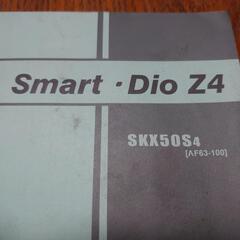 Smart · Dio Z4
SKX50S4
[AF63-100]